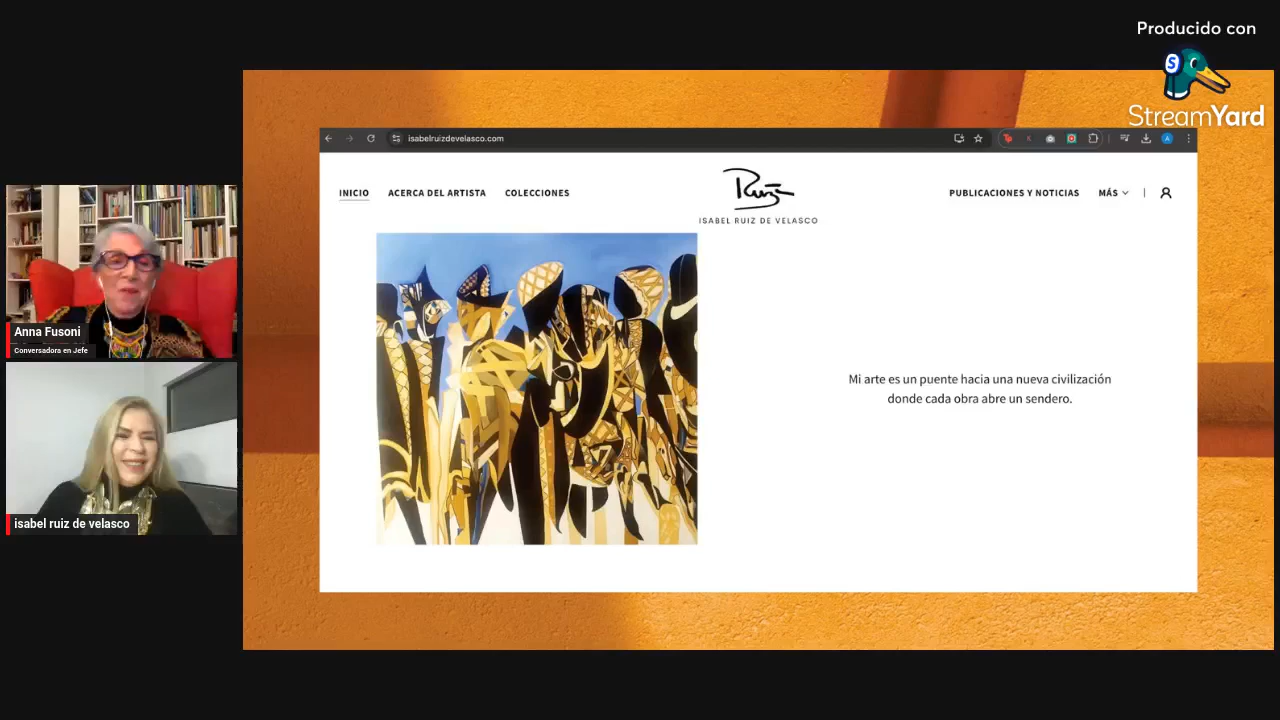 Producido con
StreamYard
isabelruizdevelasco.com
INICIO
ACERCA DEL ARTISTA
COLECCIONES
Ruiz
ISABEL RUIZ DE VELASCO
PUBLICACIONES Y NOTICIAS
MÁS
Mi arte es un puente hacia una nueva civilización
donde cada obra abre un sendero.
Anna Fusoni
Conversadora en Jefe
isabel ruiz de velasco